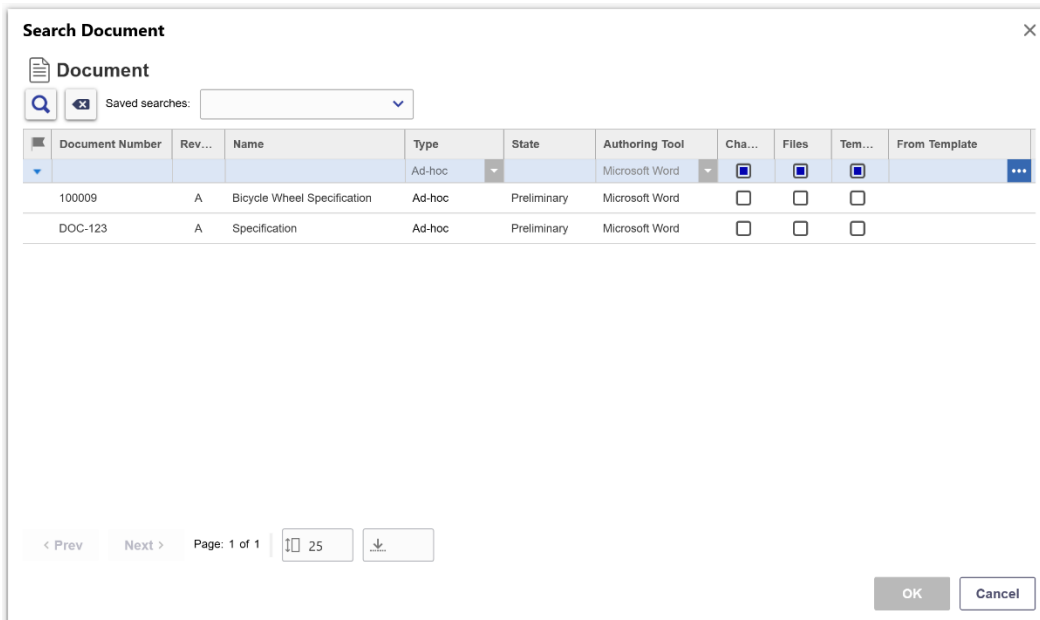 Search Document
Document
Saved searches:
Document Number Rev... Name Type State Authoring Tool Cha... Files Tem... From Template
Ad-hoc Microsoft Word
100009 A Bicycle Wheel Specification Ad-hoc Preliminary Microsoft Word
DOC-123 A Specification Ad-hoc Preliminary Microsoft Word
< Prev Next > Page: 1 of 1 25
OK Cancel